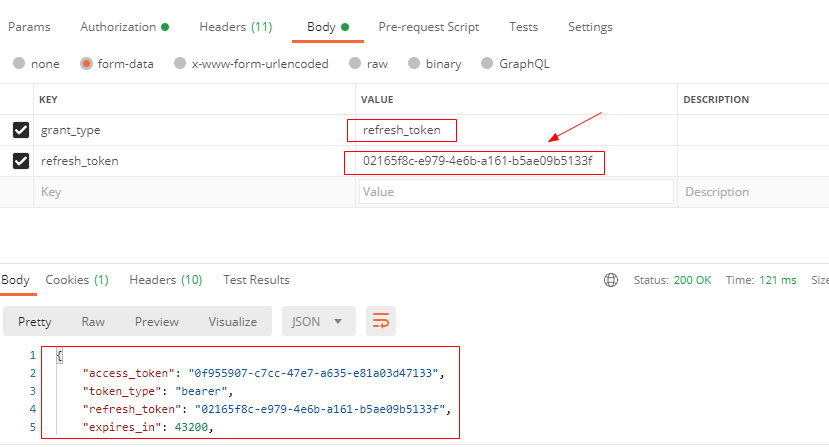 Params Authorization Headers (11) Body Pre-request Script Tests Settings
none form-data x-www-form-urlencoded raw binary GraphQL
KEY VALUE DESCRIPTION
grant_type refresh_token
refresh_token 02165f8c-e979-4e6b-a161-b5ae09b5133f
Key Value Description
Body Cookies (1) Headers (10) Test Results Status: 200 OK Time: 121 ms Size
Pretty Raw Preview Visualize JSON
1 {
2 "access_token": "0f955907-c7cc-47e7-a635-e81a03d47133",
3 "token_type": "bearer",
4 "refresh_token": "02165f8c-e979-4e6b-a161-b5ae09b5133f",
5 "expires_in": 43200,